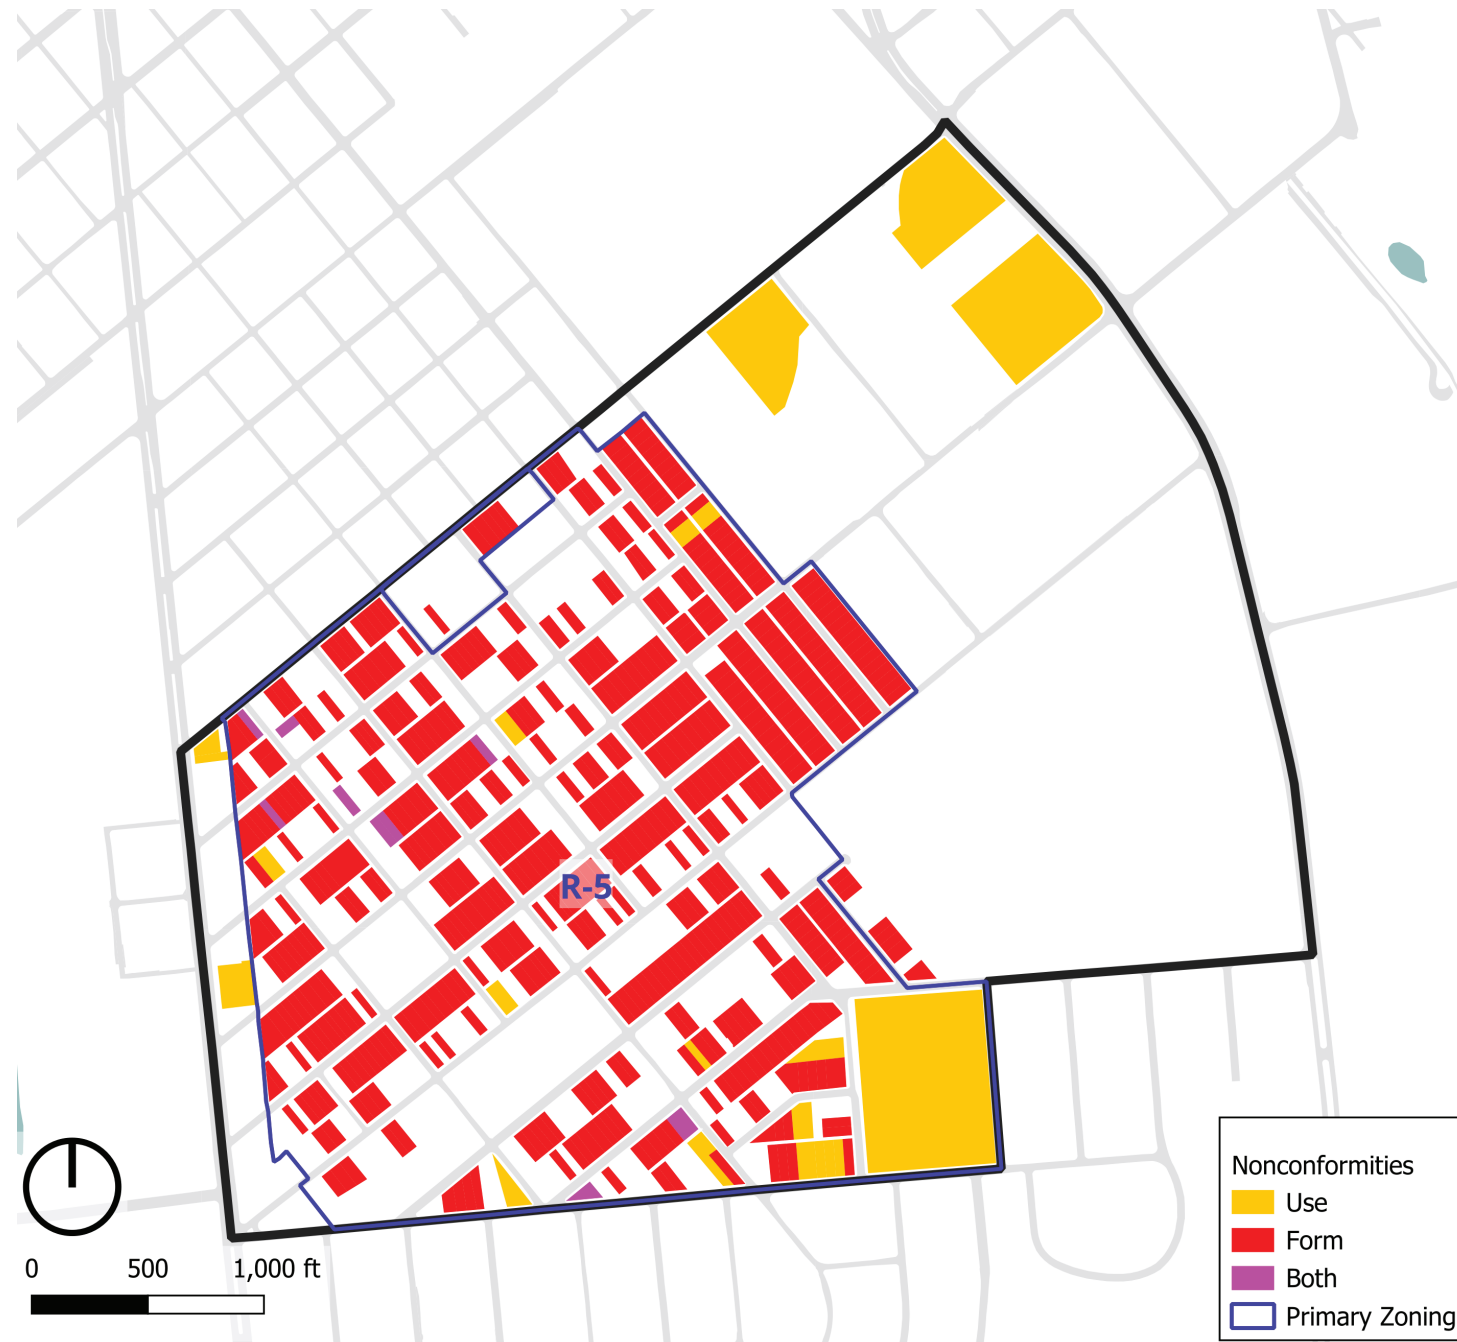 R-5
0 500 1,000 ft
Nonconformities
Use
Form
Both
Primary Zoning